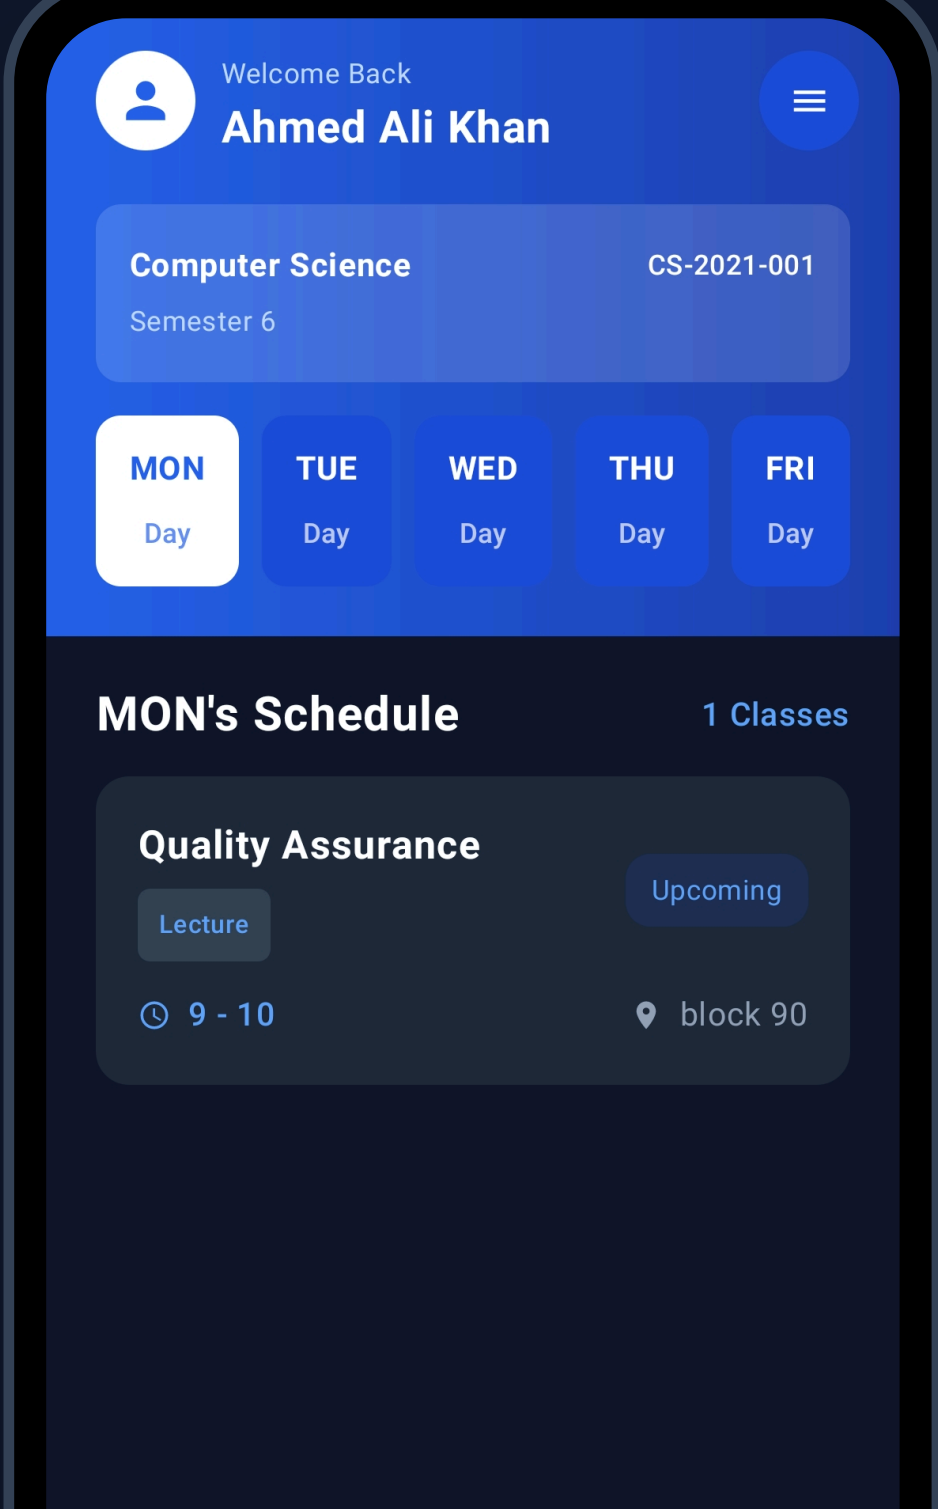 Welcome Back
Ahmed Ali Khan
Computer Science
CS-2021-001
Semester 6
MON
TUE
WED
THU
FRI
Day
Day
Day
Day
Day
MON's Schedule
1 Classes
Quality Assurance
Upcoming
Lecture
9 - 10
block 90